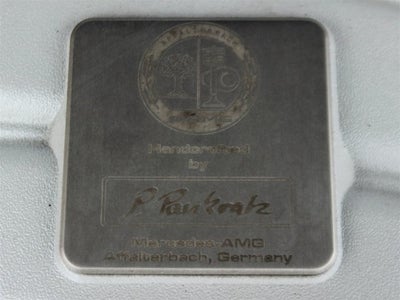 Handcrafted
by
P. Pankratz
Mercedes-AMG
Affalterbach, Germany